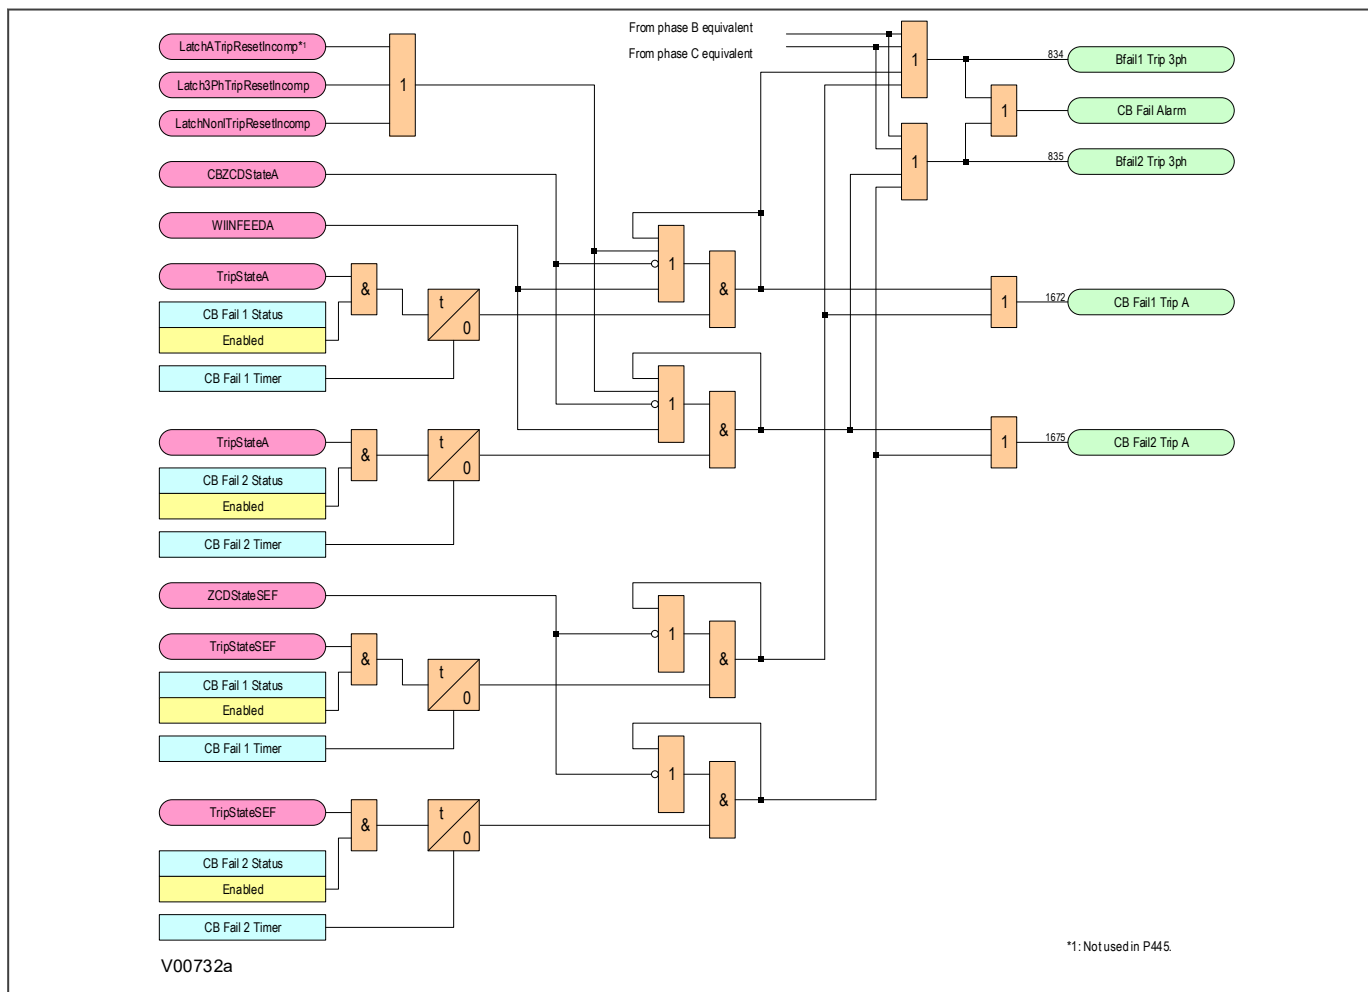 From phase B equivalent
From phase C equivalent
LatchATripResetIncomp*1
Latch3PhTripResetIncomp
LatchNonITripResetIncomp
1
CBZCDStateA
WIINFEEDA
TripStateA
CB Fail 1 Status
Enabled
&
t
0
CB Fail 1 Timer
1
&
TripStateA
CB Fail 2 Status
Enabled
&
t
0
CB Fail 2 Timer
1
&
ZCDStateSEF
TripStateSEF
CB Fail 1 Status
Enabled
&
t
0
CB Fail 1 Timer
1
&
TripStateSEF
CB Fail 2 Status
Enabled
&
t
0
CB Fail 2 Timer
1
&
1
834
Bfail1 Trip 3ph
1
CB Fail Alarm
1
835
Bfail2 Trip 3ph
1
1672
CB Fail1 Trip A
1
1675
CB Fail2 Trip A
*1: Not used in P445.
V00732a